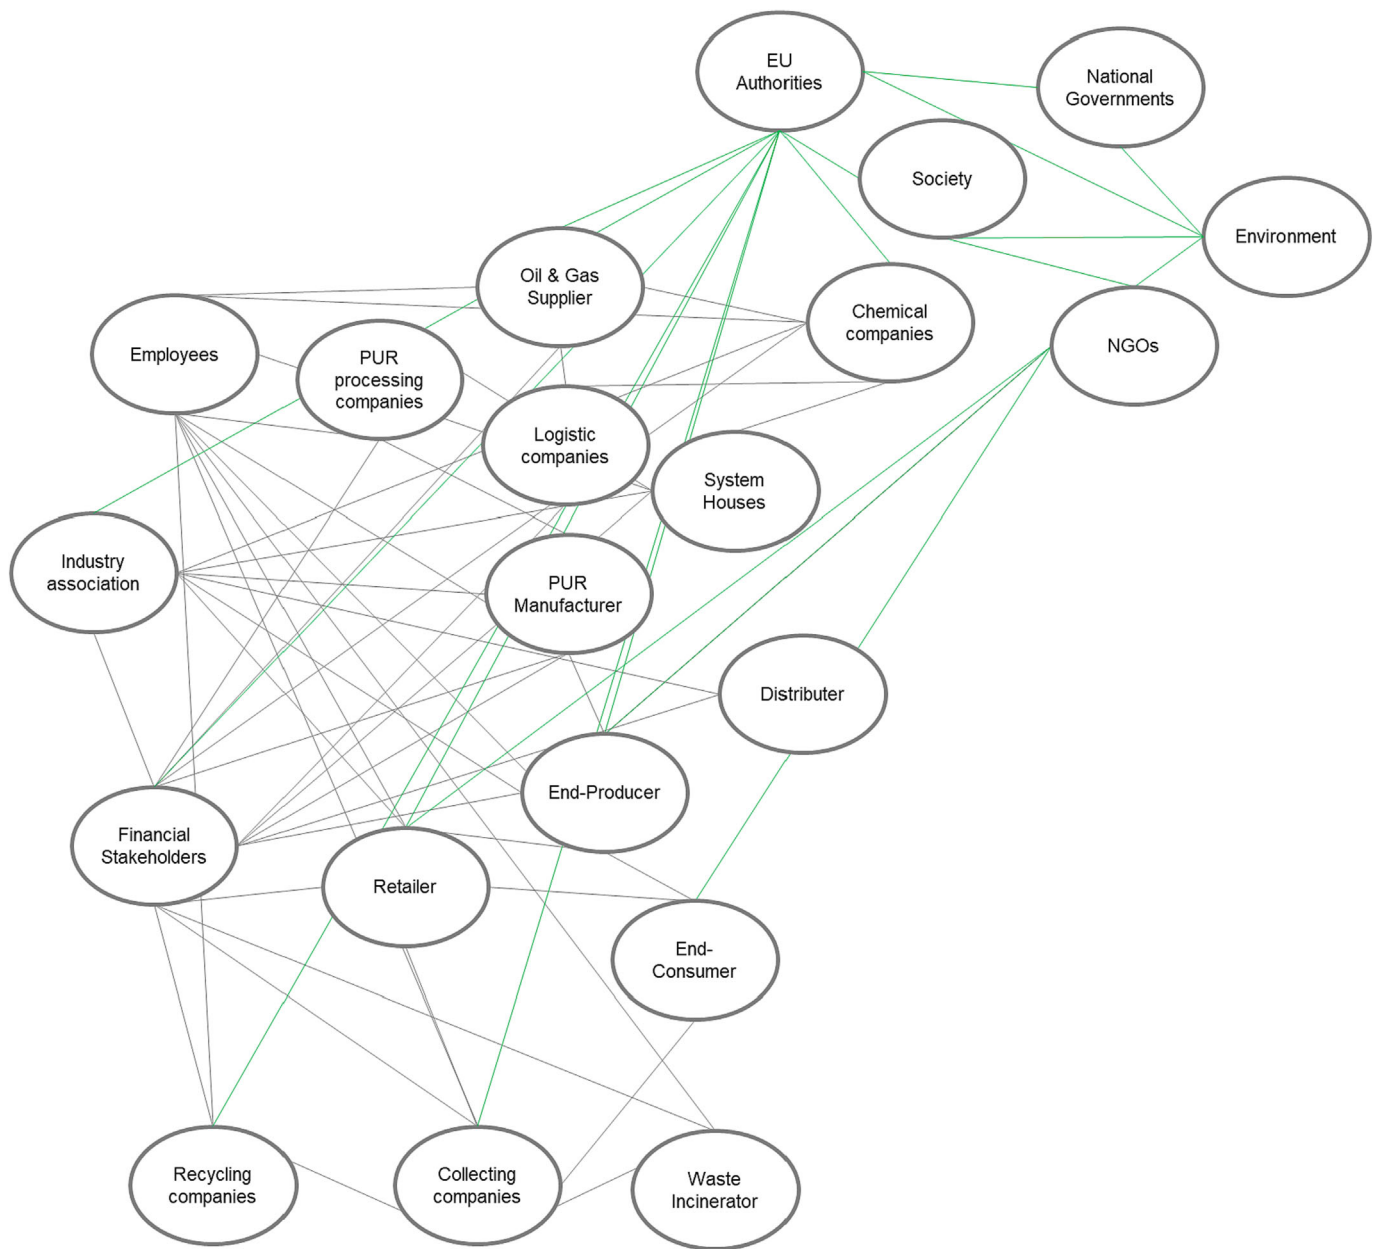 EU
Authorities
National
Governments
Society
Environment
Oil & Gas
Supplier
Chemical
companies
NGOs
Employees
PUR
processing
companies
Logistic
companies
System
Houses
Industry
association
PUR
Manufacturer
Distributer
End-Producer
Financial
Stakeholders
Retailer
End-
Consumer
Recycling
companies
Collecting
companies
Waste
Incinerator